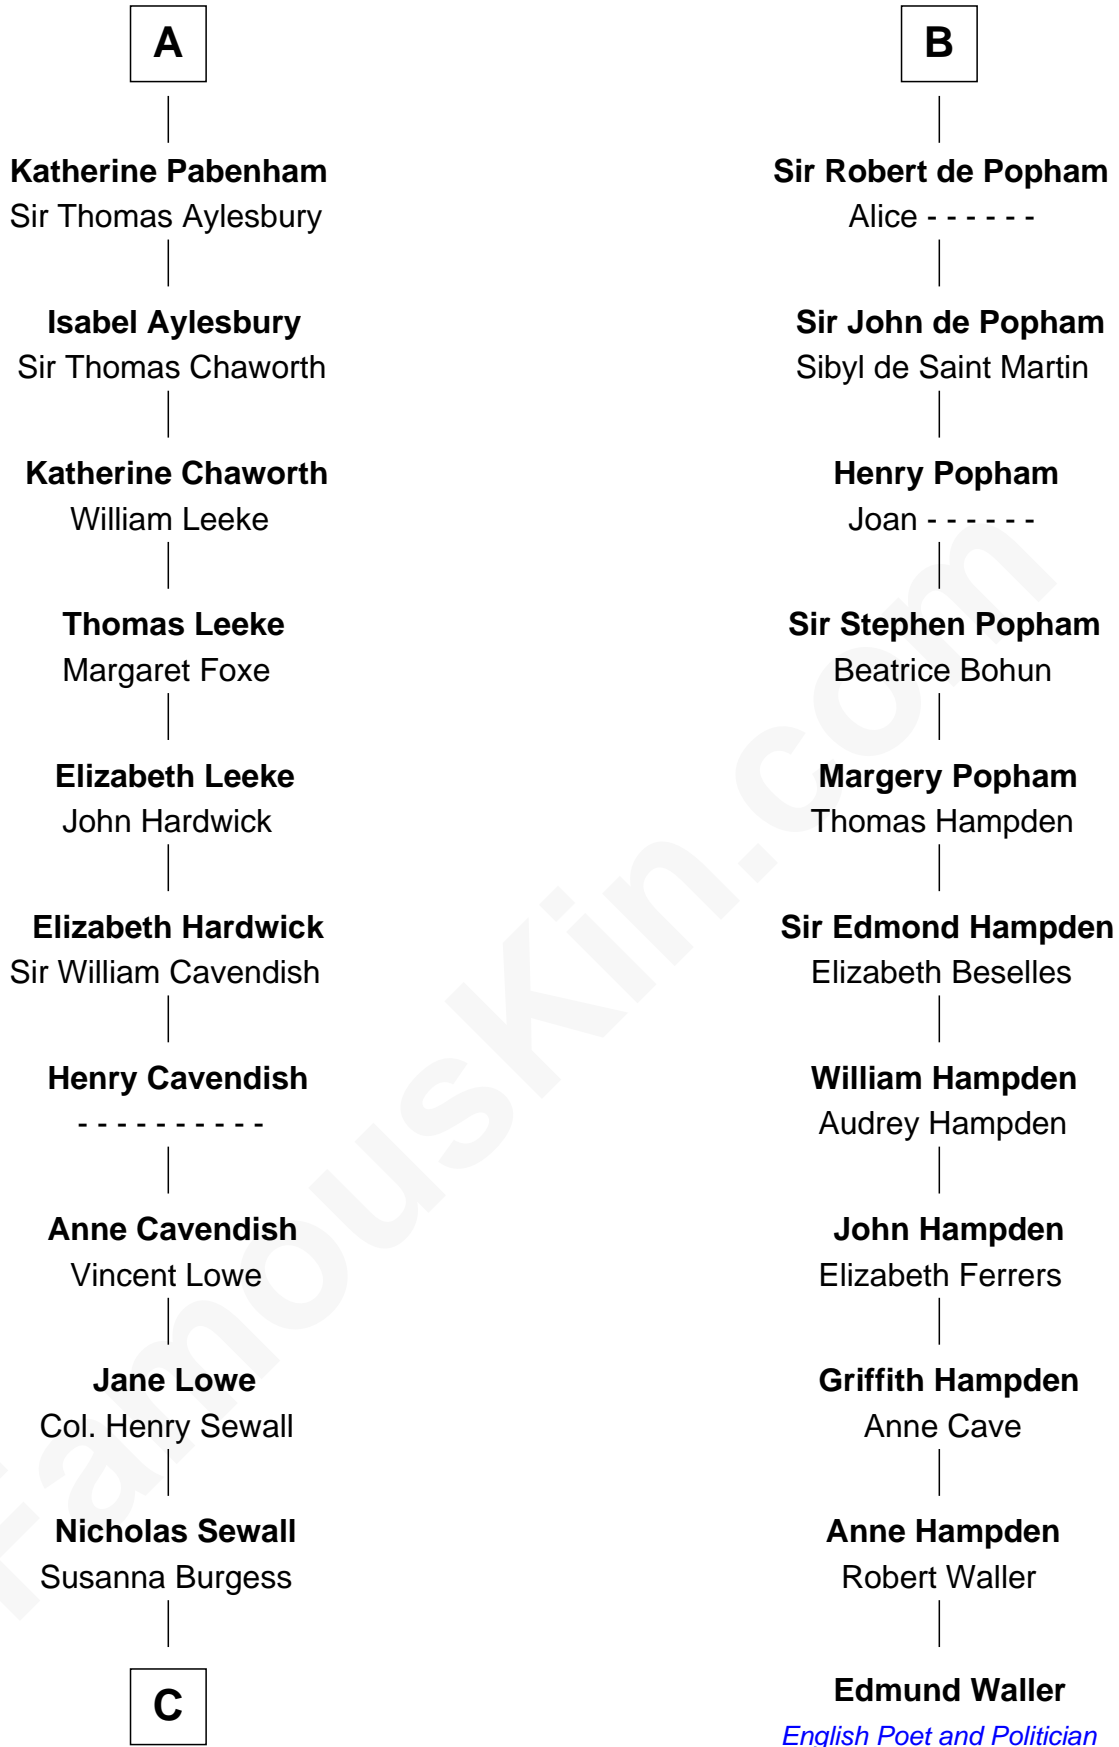 A
Katherine Pabenham
Sir Thomas Aylesbury
Isabel Aylesbury
Sir Thomas Chaworth
Katherine Chaworth
William Leeke
Thomas Leeke
Margaret Foxe
Elizabeth Leeke
John Hardwick
Elizabeth Hardwick
Sir William Cavendish
Henry Cavendish
- - - - - - - - - -
Anne Cavendish
Vincent Lowe
Jane Lowe
Col. Henry Sewall
Nicholas Sewall
Susanna Burgess
C
B
Sir Robert de Popham
Alice - - - - - -
Sir John de Popham
Sibyl de Saint Martin
Henry Popham
Joan - - - - - -
Sir Stephen Popham
Beatrice Bohun
Margery Popham
Thomas Hampden
Sir Edmond Hampden
Elizabeth Beselles
William Hampden
Audrey Hampden
John Hampden
Elizabeth Ferrers
Griffith Hampden
Anne Cave
Anne Hampden
Robert Waller
Edmund Waller
English Poet and Politician
FamousKin.com